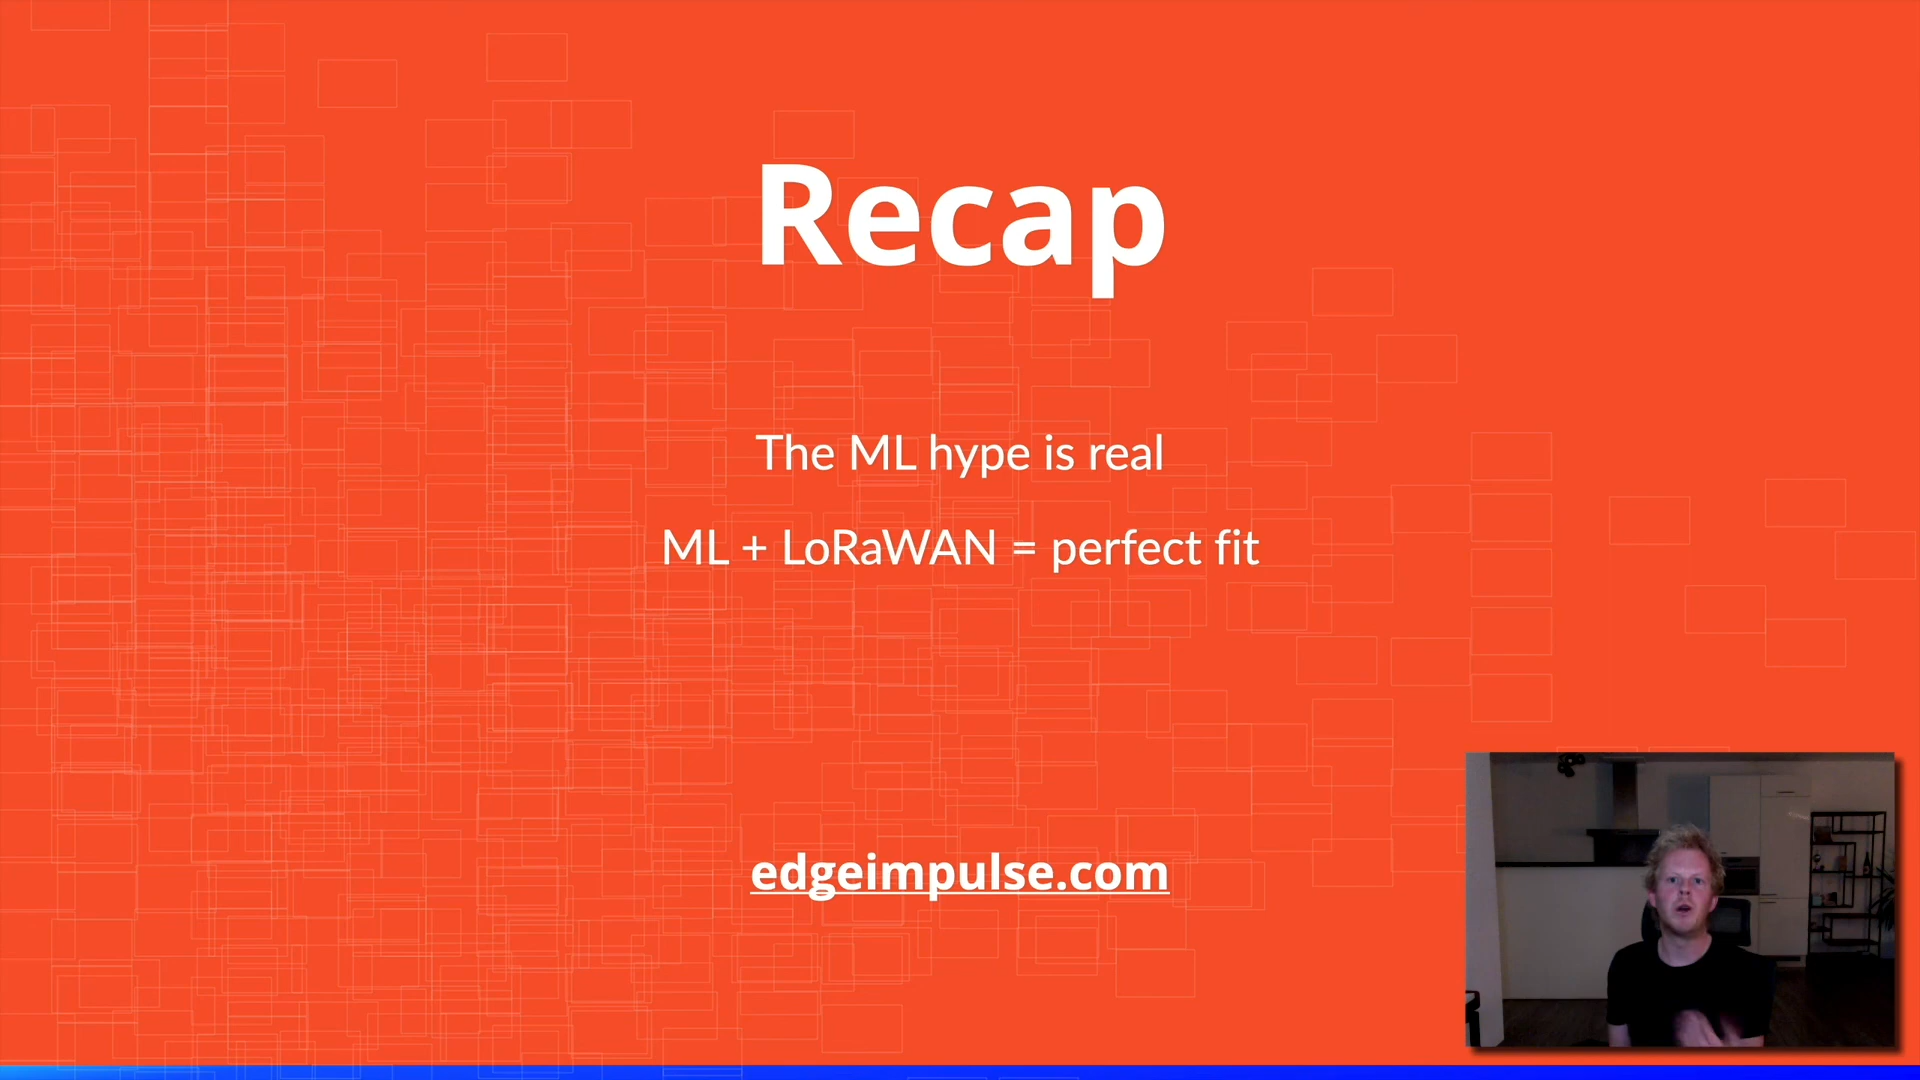 Recap
The ML hype is real
ML + LoRaWAN = perfect fit
edgeimpulse.com